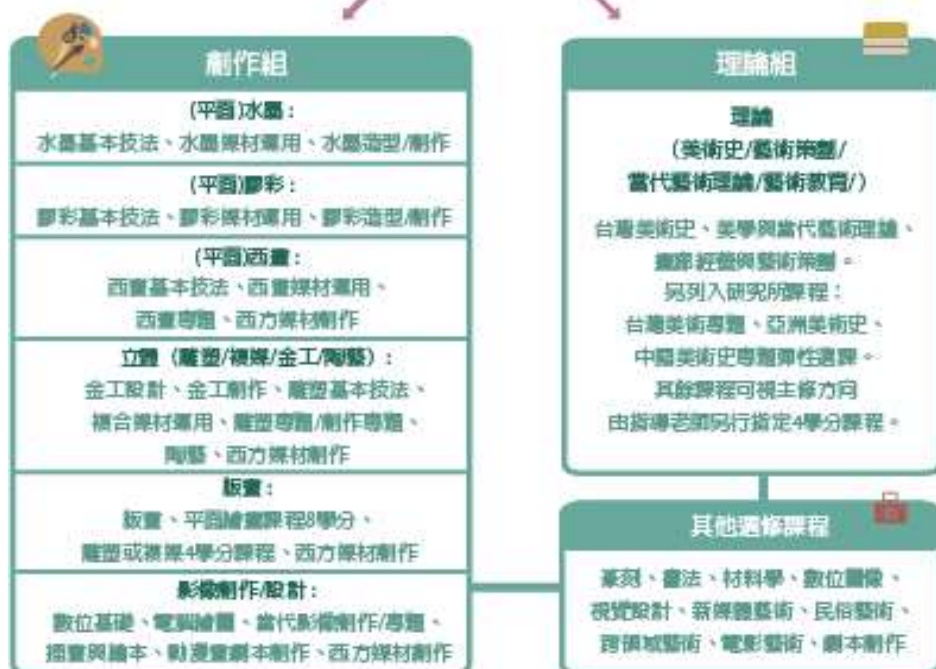 創作組
(平面)水墨：
水墨基本技法、水墨媒材運用、水墨造型/創作
(平面)膠彩：
膠彩基本技法、膠彩媒材運用、膠彩造型/創作
(平面)西畫：
西畫基本技法、西畫媒材運用、
西畫專題、西方媒材創作
立體（雕塑/複媒/金工/陶藝）：
金工設計、金工創作、雕塑基本技法、
複合媒材運用、雕塑專題/創作專題、
陶藝、西方媒材創作
版畫：
版畫、平面繪畫課程8學分、
雕塑或複媒4學分課程、西方媒材創作
影像創作/設計：
數位基礎、電腦繪圖、當代影像創作/專題、
插畫與繪本、動漫畫劇本創作、西方媒材創作
理論組
理論
（美術史/藝術策劃/
當代藝術理論/藝術教育/）
台灣美術史、美學與當代藝術理論、
畫廊經營與藝術策劃。
另列入研究所課程：
台灣美術專題、亞洲美術史、
中國美術史專題彈性選課。
其餘課程可視主修方向
由指導老師另行指定4學分課程。
其他選修課程
篆刻、書法、材料學、數位圖像、
視覺設計、新媒體藝術、民俗藝術、
跨領域藝術、電影藝術、劇本創作